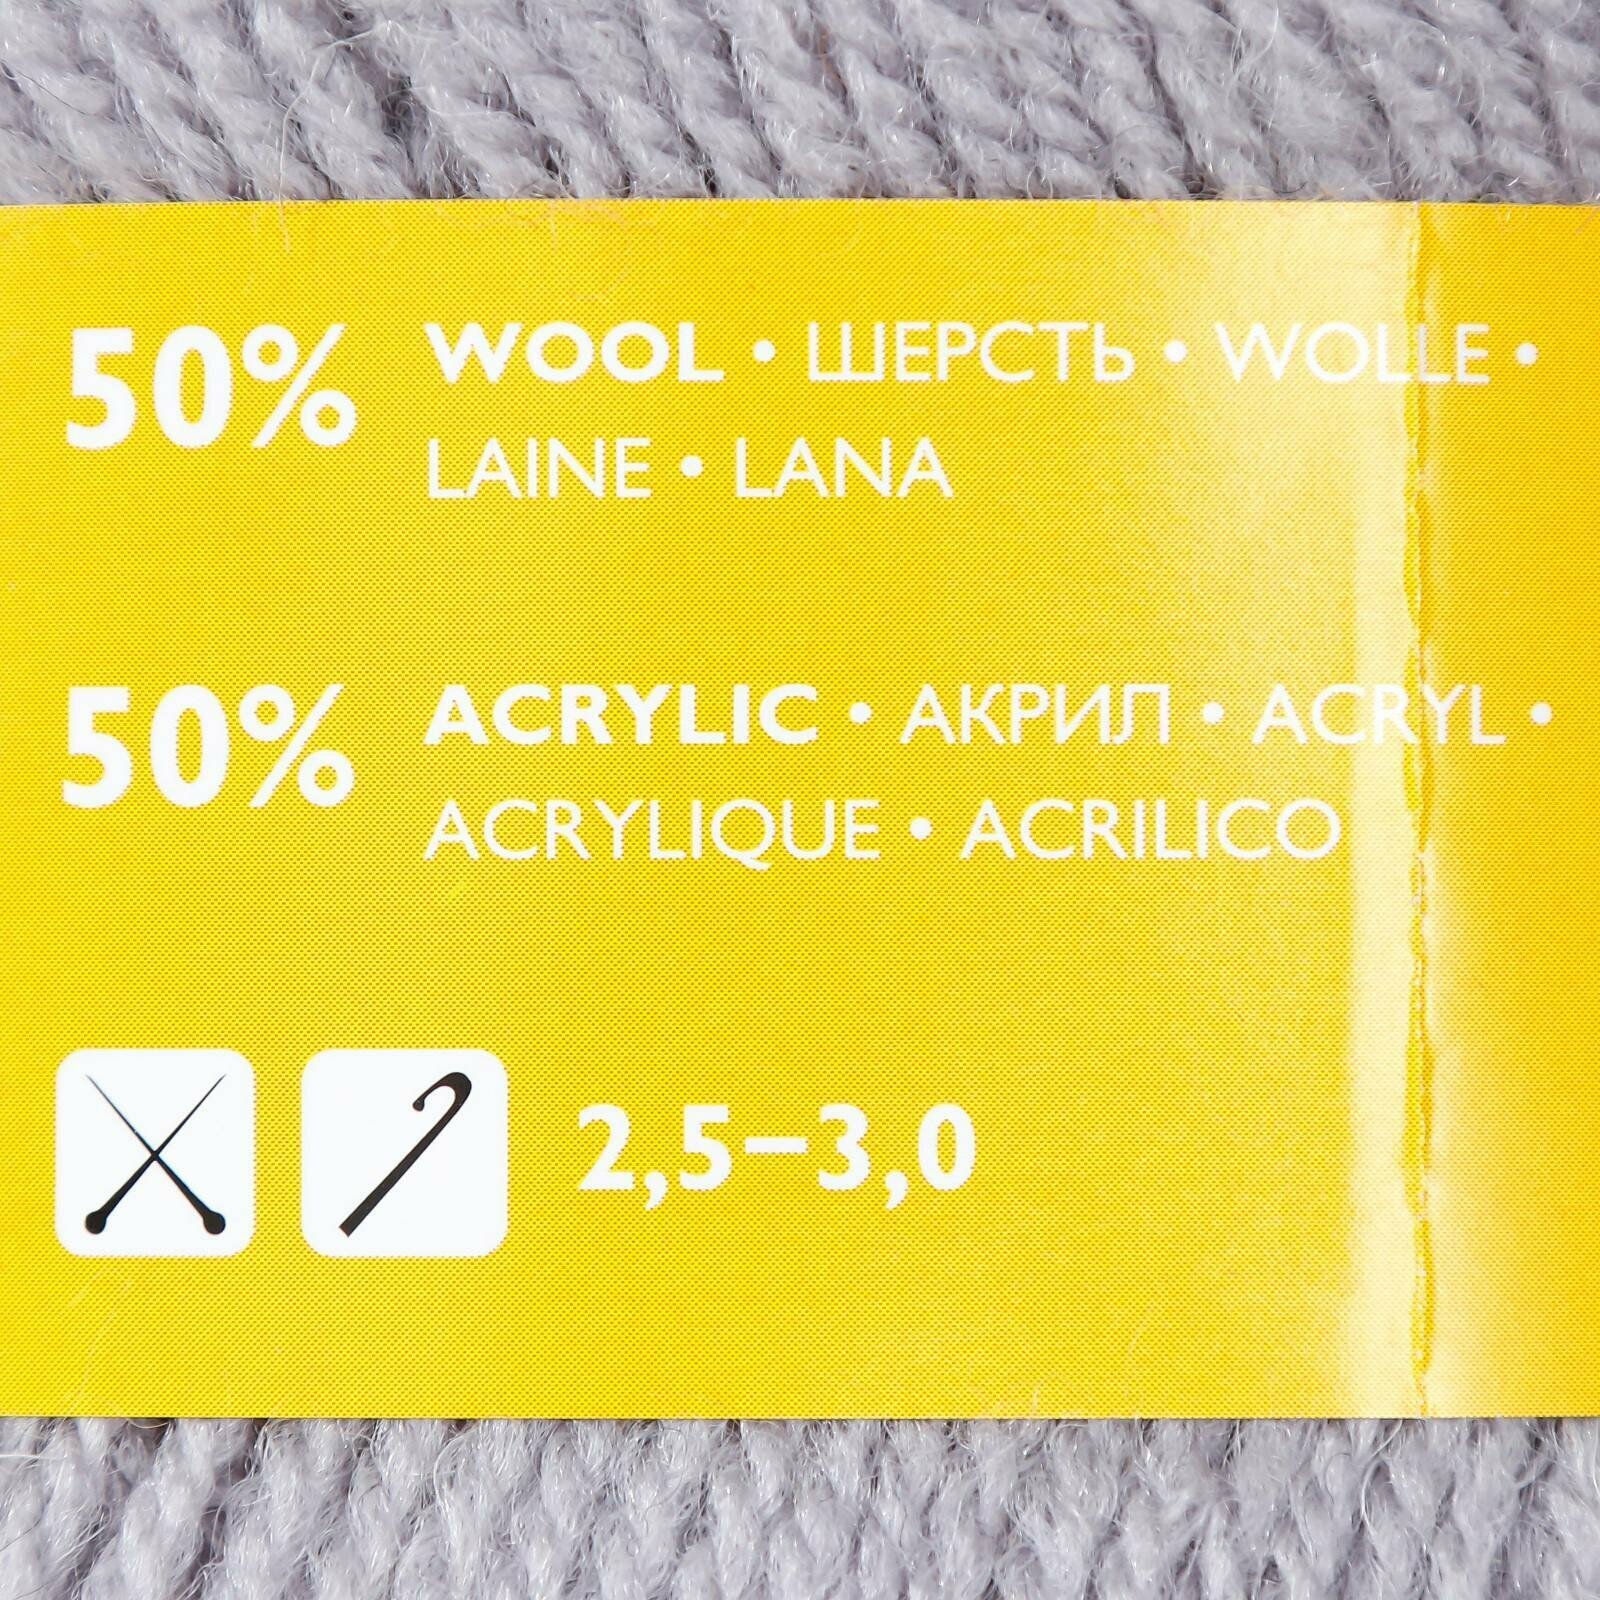 50% WOOL • ШЕРСТЬ • WOLLE •
LAINE • LANA
50% ACRYLIC • АКРИЛ • ACRYL •
ACRYLIQUE • ACRILICO
2,5–3,0